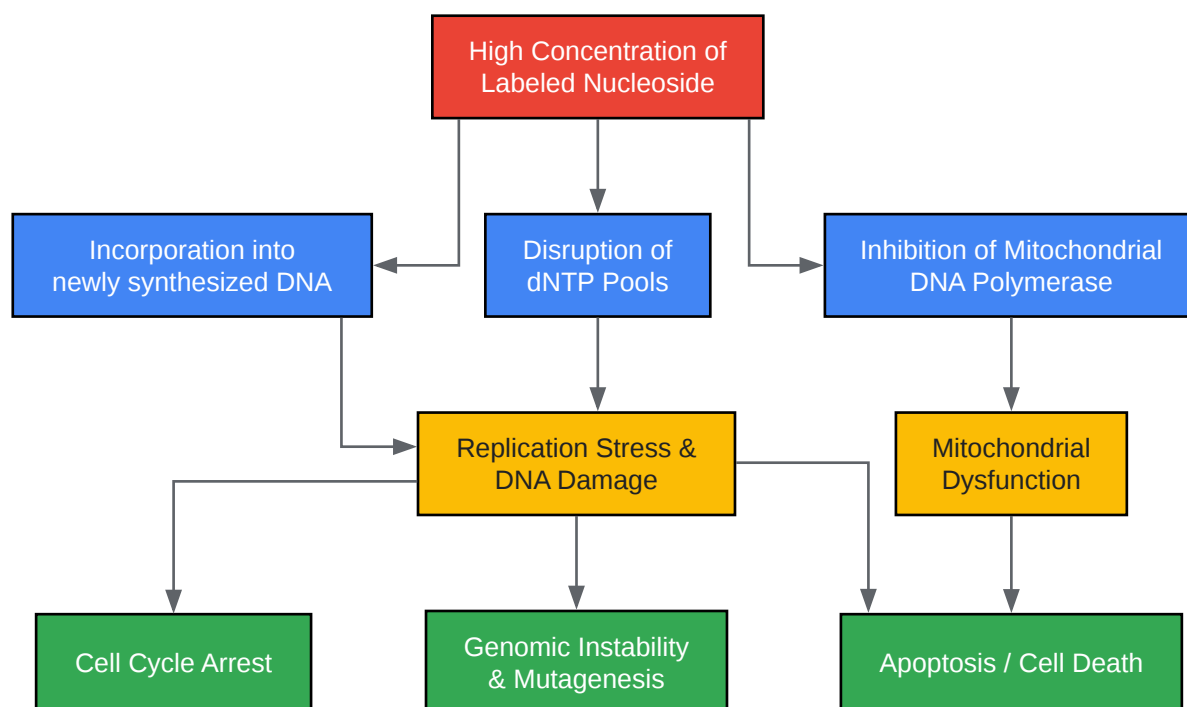 High Concentration of
Labeled Nucleoside
Incorporation into
newly synthesized DNA
Disruption of
dNTP Pools
Inhibition of Mitochondrial
DNA Polymerase
Replication Stress &
DNA Damage
Mitochondrial
Dysfunction
Cell Cycle Arrest
Genomic Instability
& Mutagenesis
Apoptosis / Cell Death